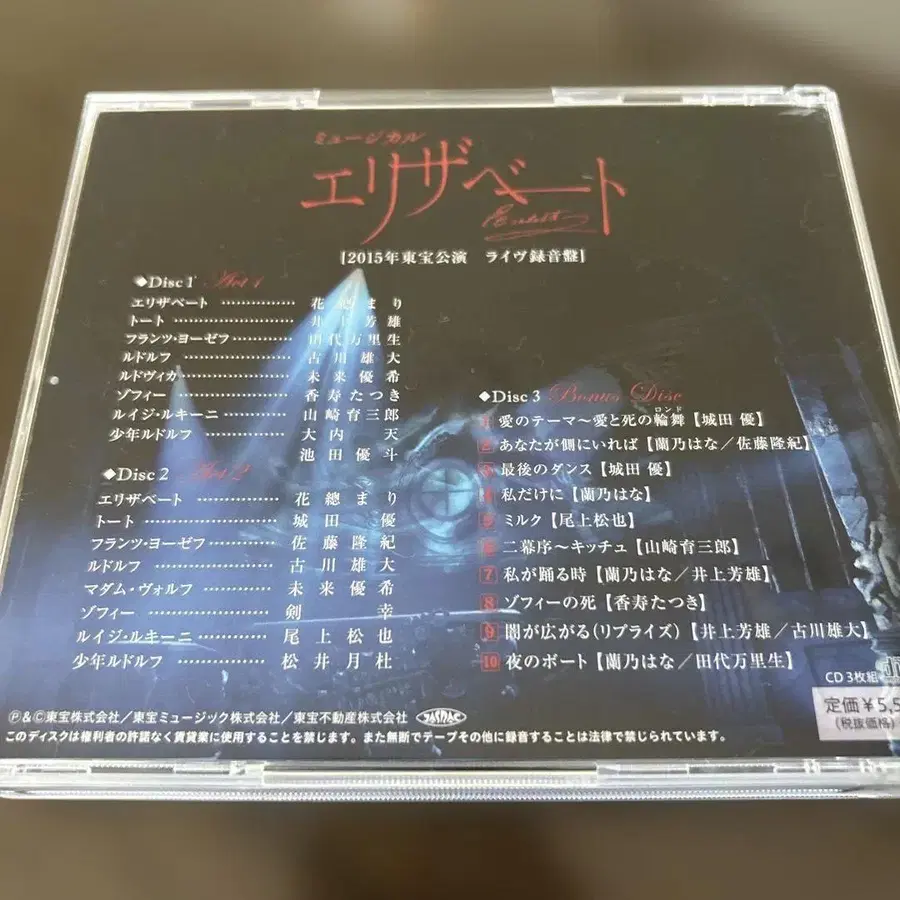 ミュージカル
エリザベート
[2015年東宝公演 ライヴ録音盤]
◆Disc 1 Act 1
エリザベート ················ 花總まり
トート ···················· 井上芳雄
フランツ・ヨーゼフ ············ 田代万里生
ルドルフ ·················· 古川雄大
ルドヴィカ ················· 未来優希
ゾフィー ·················· 香寿たつき
ルイジ・ルキーニ ············· 山崎育三郎
少年ルドルフ ················ 大内 天
池田優斗
◆Disc 2 Act 2
エリザベート ················ 花總まり
トート ···················· 城田 優
フランツ・ヨーゼフ ············ 佐藤隆紀
ルドルフ ·················· 古川雄大
マダム・ヴォルフ ············· 未来優希
ゾフィー ·················· 剣 幸
ルイジ・ルキーニ ············· 尾上松也
少年ルドルフ ················ 松井月杜
◆Disc 3 Bonus Disc
1 愛のテーマ〜愛と死の輪舞【城田 優】
ロンド
2 あなたが側にいれば【蘭乃はな/佐藤隆紀】
3 最後のダンス【城田 優】
4 私だけに【蘭乃はな】
5 ミルク【尾上松也】
6 二幕序〜キッチュ【山崎育三郎】
7 私が踊る時【蘭乃はな/井上芳雄】
8 ゾフィーの死【香寿たつき】
9 闇が広がる(リプライズ)【井上芳雄/古川雄大】
10 夜のボート【蘭乃はな/田代万里生】
CD 3枚組
定価¥5,5
(税抜価格)
Ⓟ&Ⓒ東宝株式会社/東宝ミュージック株式会社/東宝不動産株式会社 JASRAC
このディスクは権利者の許諾なく賃貸業に使用することを禁じます。また無断でテープその他に録音することは法律で禁じられています。